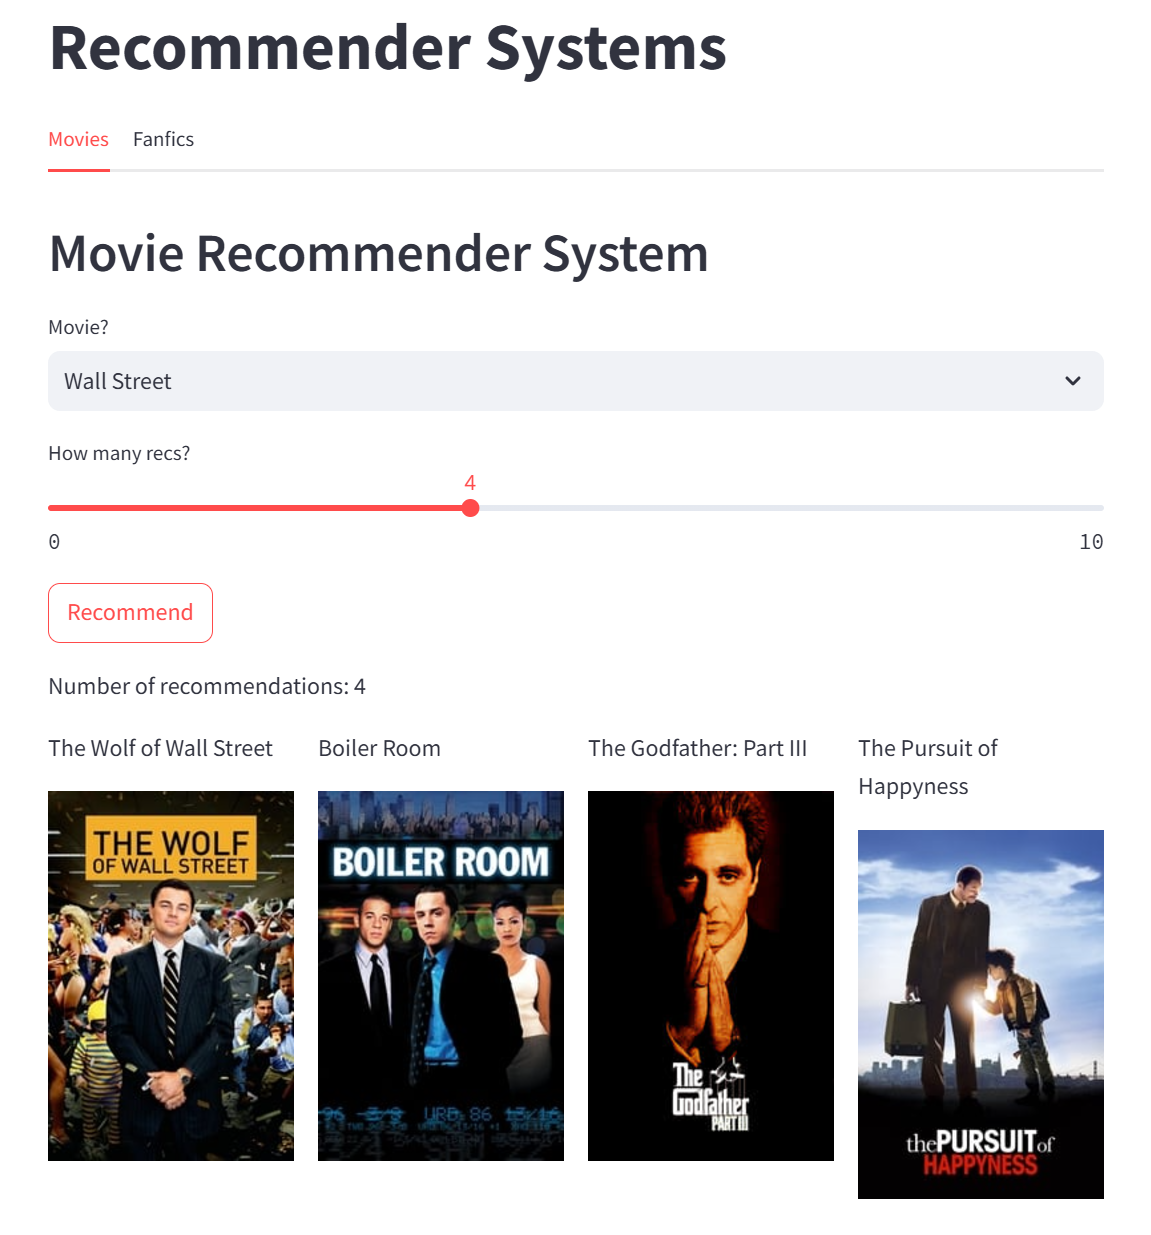 Recommender Systems
Movies Fanfics
Movie Recommender System
Movie?
Wall Street
How many recs?
4
0 10
Recommend
Number of recommendations: 4
The Wolf of Wall Street
Boiler Room
The Godfather: Part III
The Pursuit of
Happyness
THE WOLF
OF WALL STREET
BOILER ROOM
The
Godfather
PART III
the PURSUIT of
HAPPYNESS